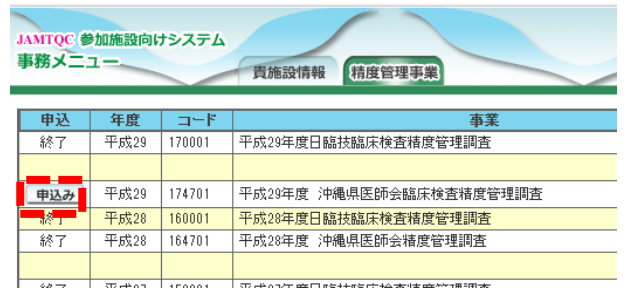 JAMTQC 参加施設向けシステム
事務メニュー
貴施設情報 精度管理事業
申込 年度 コード 事業
終了 平成29 170001 平成29年度日臨技臨床検査精度管理調査
申込み 平成29 174701 平成29年度 沖縄県医師会臨床検査精度管理調査
終了 平成28 160001 平成28年度日臨技臨床検査精度管理調査
終了 平成28 164701 平成28年度 沖縄県医師会精度管理調査